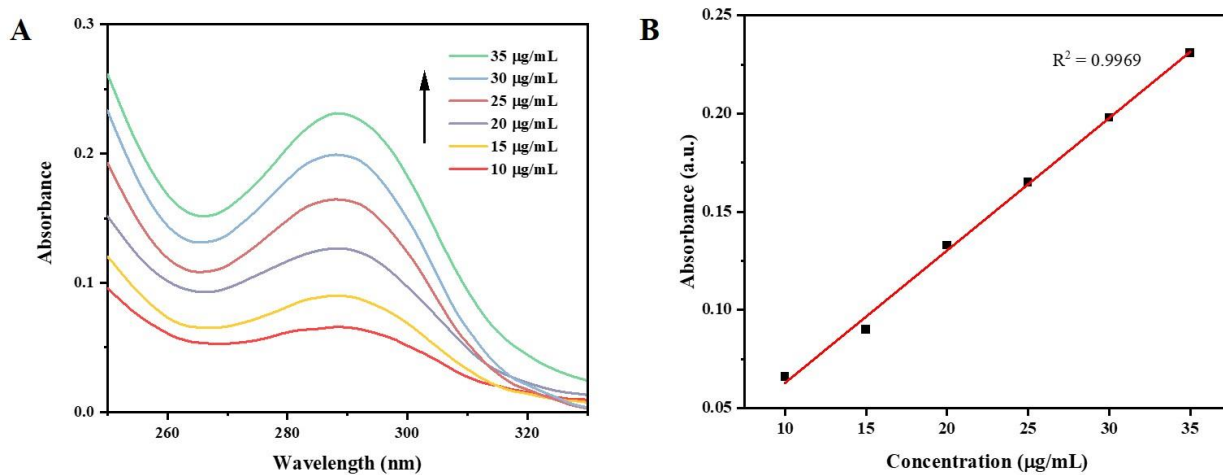 A
0.3
0.2
0.1
0.0
Absorbance
260
280
300
320
Wavelength (nm)
35 μg/mL
30 μg/mL
25 μg/mL
20 μg/mL
15 μg/mL
10 μg/mL
B
0.25
0.20
0.15
0.10
0.05
Absorbance (a.u.)
R² = 0.9969
10
15
20
25
30
35
Concentration (μg/mL)